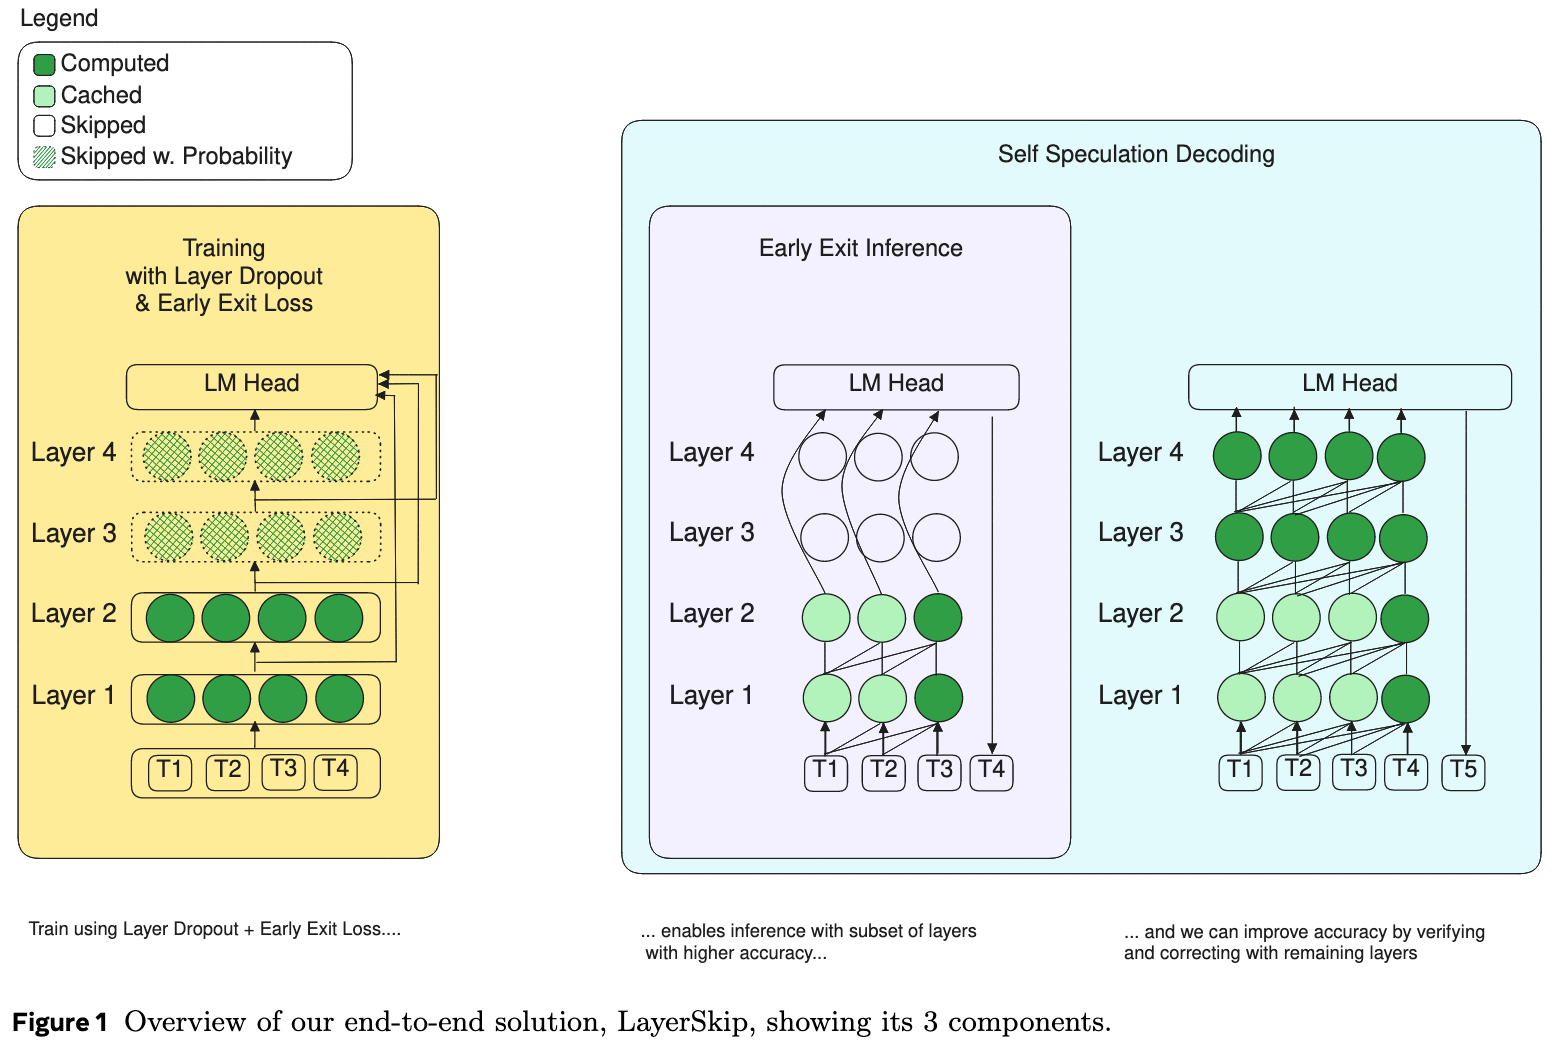 Legend
Computed
Cached
Skipped
Skipped w. Probability
Training
with Layer Dropout
& Early Exit Loss
LM Head
Layer 4
Layer 3
Layer 2
Layer 1
T1 T2 T3 T4
Self Speculation Decoding
Early Exit Inference
LM Head
Layer 4
Layer 3
Layer 2
Layer 1
T1 T2 T3 T4
LM Head
Layer 4
Layer 3
Layer 2
Layer 1
T1 T2 T3 T4 T5
Train using Layer Dropout + Early Exit Loss....
... enables inference with subset of layers
with higher accuracy...
... and we can improve accuracy by verifying
and correcting with remaining layers
Figure 1 Overview of our end-to-end solution, LayerSkip, showing its 3 components.